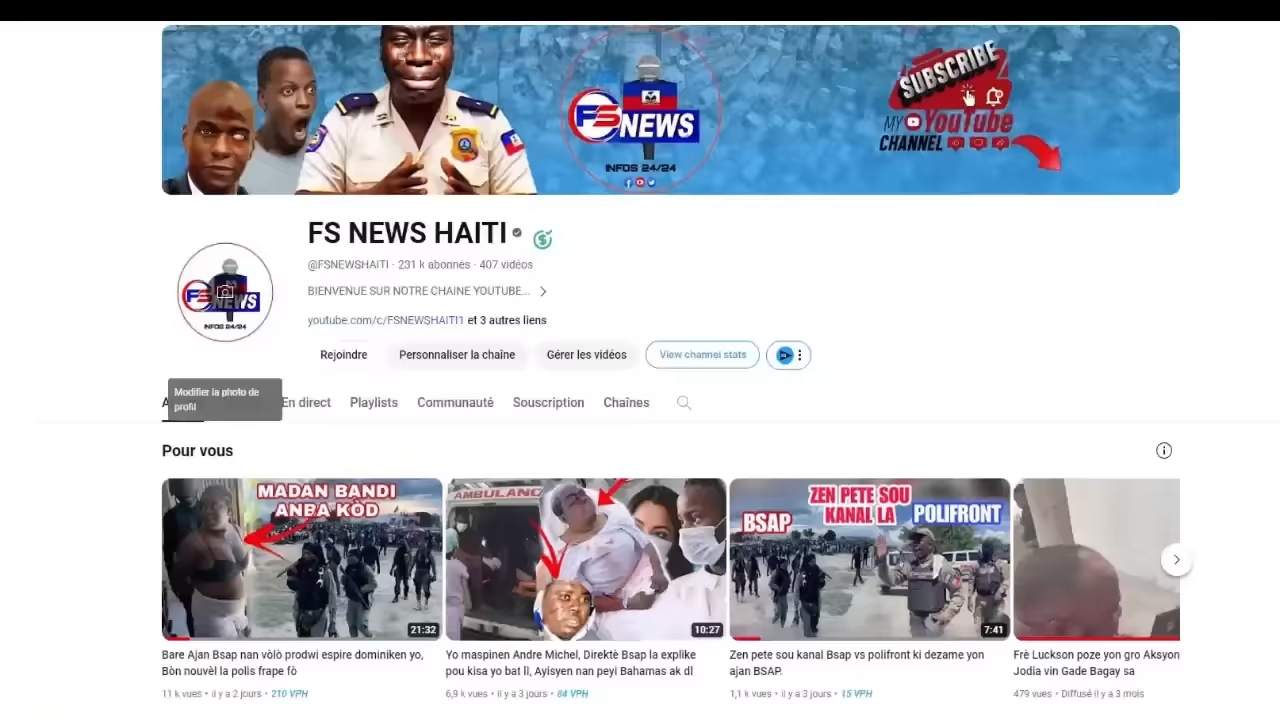 SUBSCRIBE
MY YouTube
CHANNEL
FS NEWS
INFOS 24/24
FS NEWS HAITI
@FSNEWSHAITI · 231 k abonnés · 407 vidéos
BIENVENUE SUR NOTRE CHAINE YOUTUBE...
youtube.com/c/FSNEWSHAITI1 et 3 autres liens
FS NEWS
INFOS 24/24
Rejoindre Personnaliser la chaîne Gérer les vidéos View channel stats
Modifier la photo de
profil
En direct Playlists Communauté Souscription Chaînes
Pour vous
MADAN BANDI
ANBA KÒD
21:32
AMBULANC
10:27
ZEN PETE SOU
KANAL LA
BSAP
POLIFRONT
7:41
Bare Ajan Bsap nan vòlò prodwi espire dominiken yo,
Bòn nouvèl la polis frape fò
11 k vues · il y a 2 jours · 210 VPH
Yo maspinen Andre Michel, Direktè Bsap la explike
pou kisa yo bat li, Ayisyen nan peyi Bahamas ak dl
6,9 k vues · il y a 3 jours · 84 VPH
Zen pete sou kanal Bsap vs polifront ki dezame yon
ajan BSAP.
1,1 k vues · il y a 3 jours · 15 VPH
Frè Luckson poze yon gro Aksyon
Jodia vin Gade Bagay sa
479 vues · Diffusé il y a 3 mois